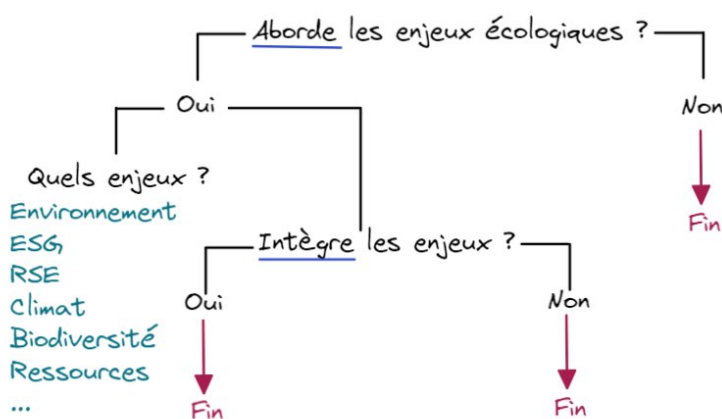 Aborde les enjeux écologiques ?
Oui
Non
Quels enjeux ?
Environnement
ESG
RSE
Climat
Biodiversité
Ressources
...
Fin
Intègre les enjeux ?
Oui
Non
Fin
Fin